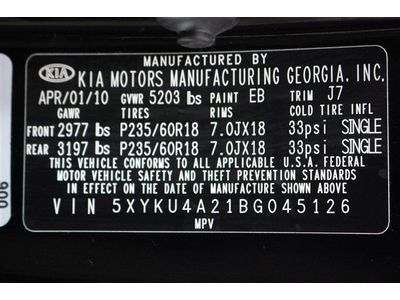 MANUFACTURED BY
KIA KIA MOTORS MANUFACTURING GEORGIA, INC.
APR/01/10 GVWR 5203 lbs PAINT EB TRIM J7
GAWR TIRES RIMS COLD TIRE INFL
FRONT 2977 lbs P235/60R18 7.0JX18 33psi SINGLE
REAR 3197 lbs P235/60R18 7.0JX18 33psi SINGLE
THIS VEHICLE CONFORMS TO ALL APPLICABLE U.S.A. FEDERAL
MOTOR VEHICLE SAFETY AND THEFT PREVENTION STANDARDS
IN EFFECT ON THE DATE OF MANUFACTURE SHOWN ABOVE
VIN 5XYKU4A21BG045126
MPV
900